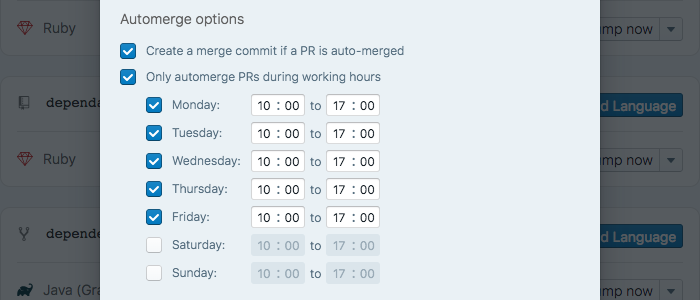 Automerge options
Ruby
mp now
Create a merge commit if a PR is auto-merged
Only automerge PRs during working hours
Monday: 10 : 00 to 17 : 00
d Language
Tuesday: 10 : 00 to 17 : 00
Ruby
Wednesday: 10 : 00 to 17 : 00
mp now
Thursday: 10 : 00 to 17 : 00
Friday: 10 : 00 to 17 : 00
d Language
Saturday: 10 : 00 to 17 : 00
Sunday: 10 : 00 to 17 : 00
Java (Gra
mp now